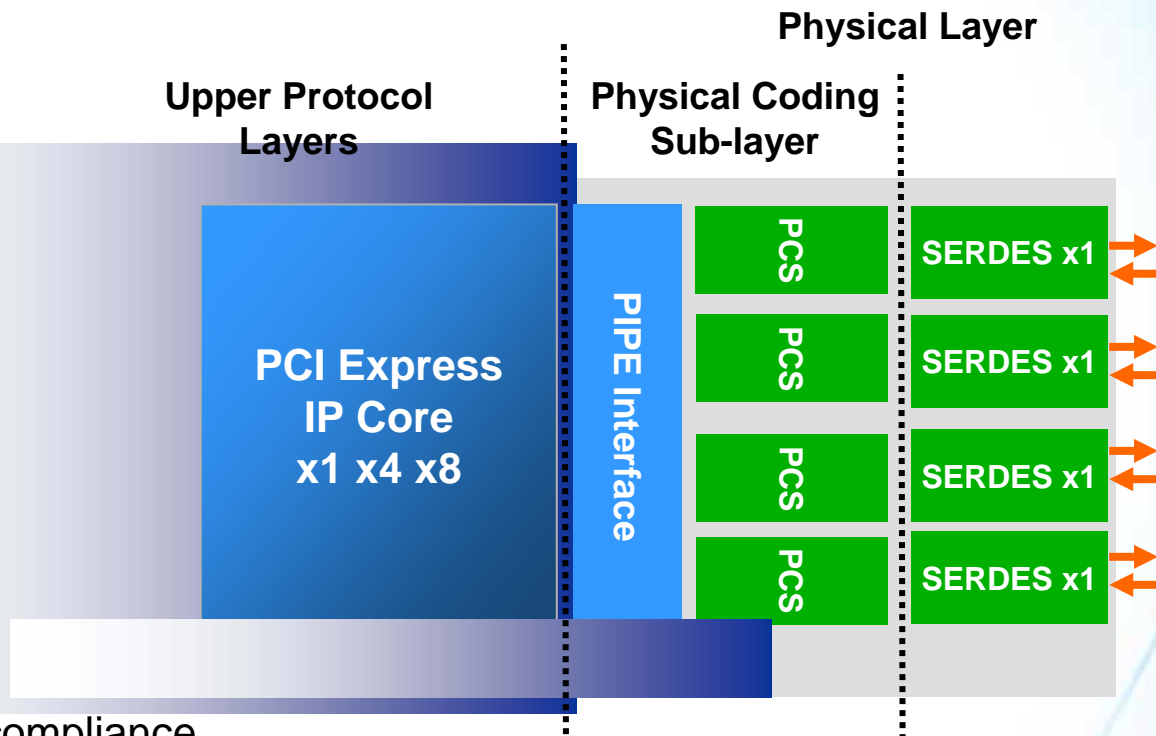 Physical Layer
Upper Protocol
Layers
Physical Coding
Sub-layer
PCI Express
IP Core
x1 x4 x8
PIPE Interface
PCS
SERDES x1
PCS
SERDES x1
PCS
SERDES x1
PCS
SERDES x1
compliance